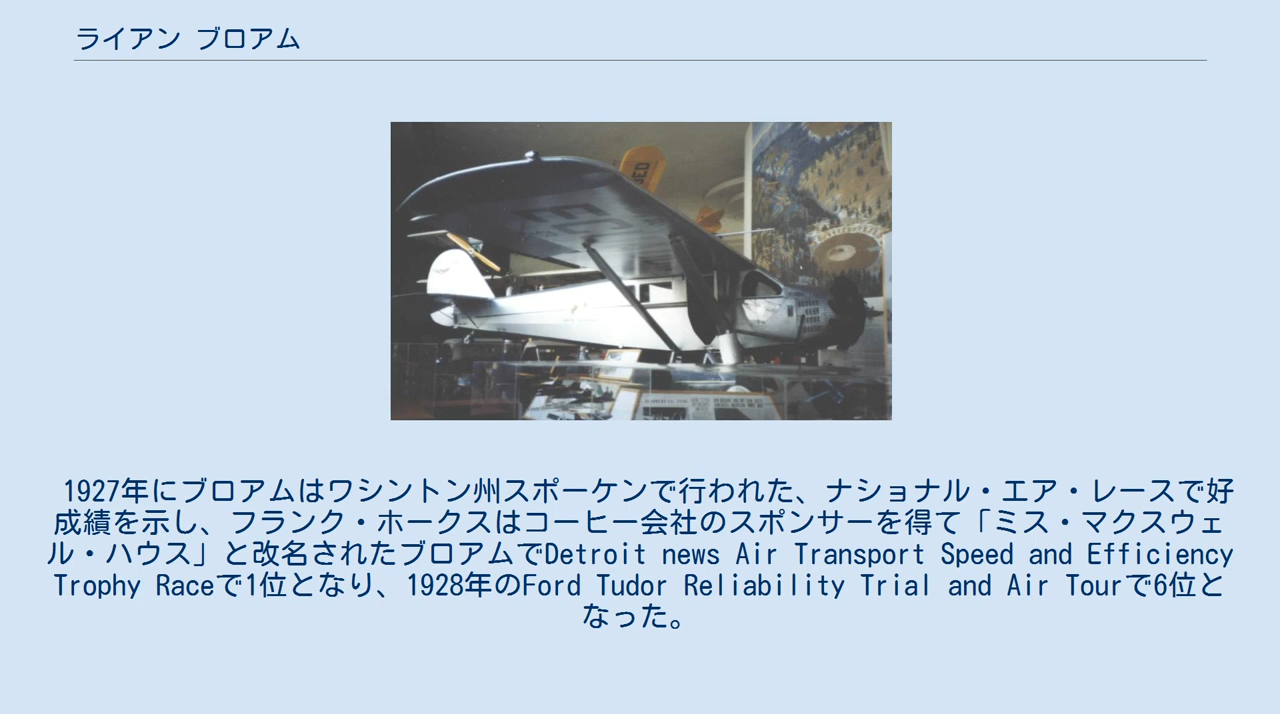 ライアン ブロアム
1927年にブロアムはワシントン州スポーケンで行われた、ナショナル・エア・レースで好
成績を示し、フランク・ホークスはコーヒー会社のスポンサーを得て「ミス・マクスウェ
ル・ハウス」と改名されたブロアムでDetroit news Air Transport Speed and Efficiency
Trophy Raceで1位となり、1928年のFord Tudor Reliability Trial and Air Tourで6位と
なった。